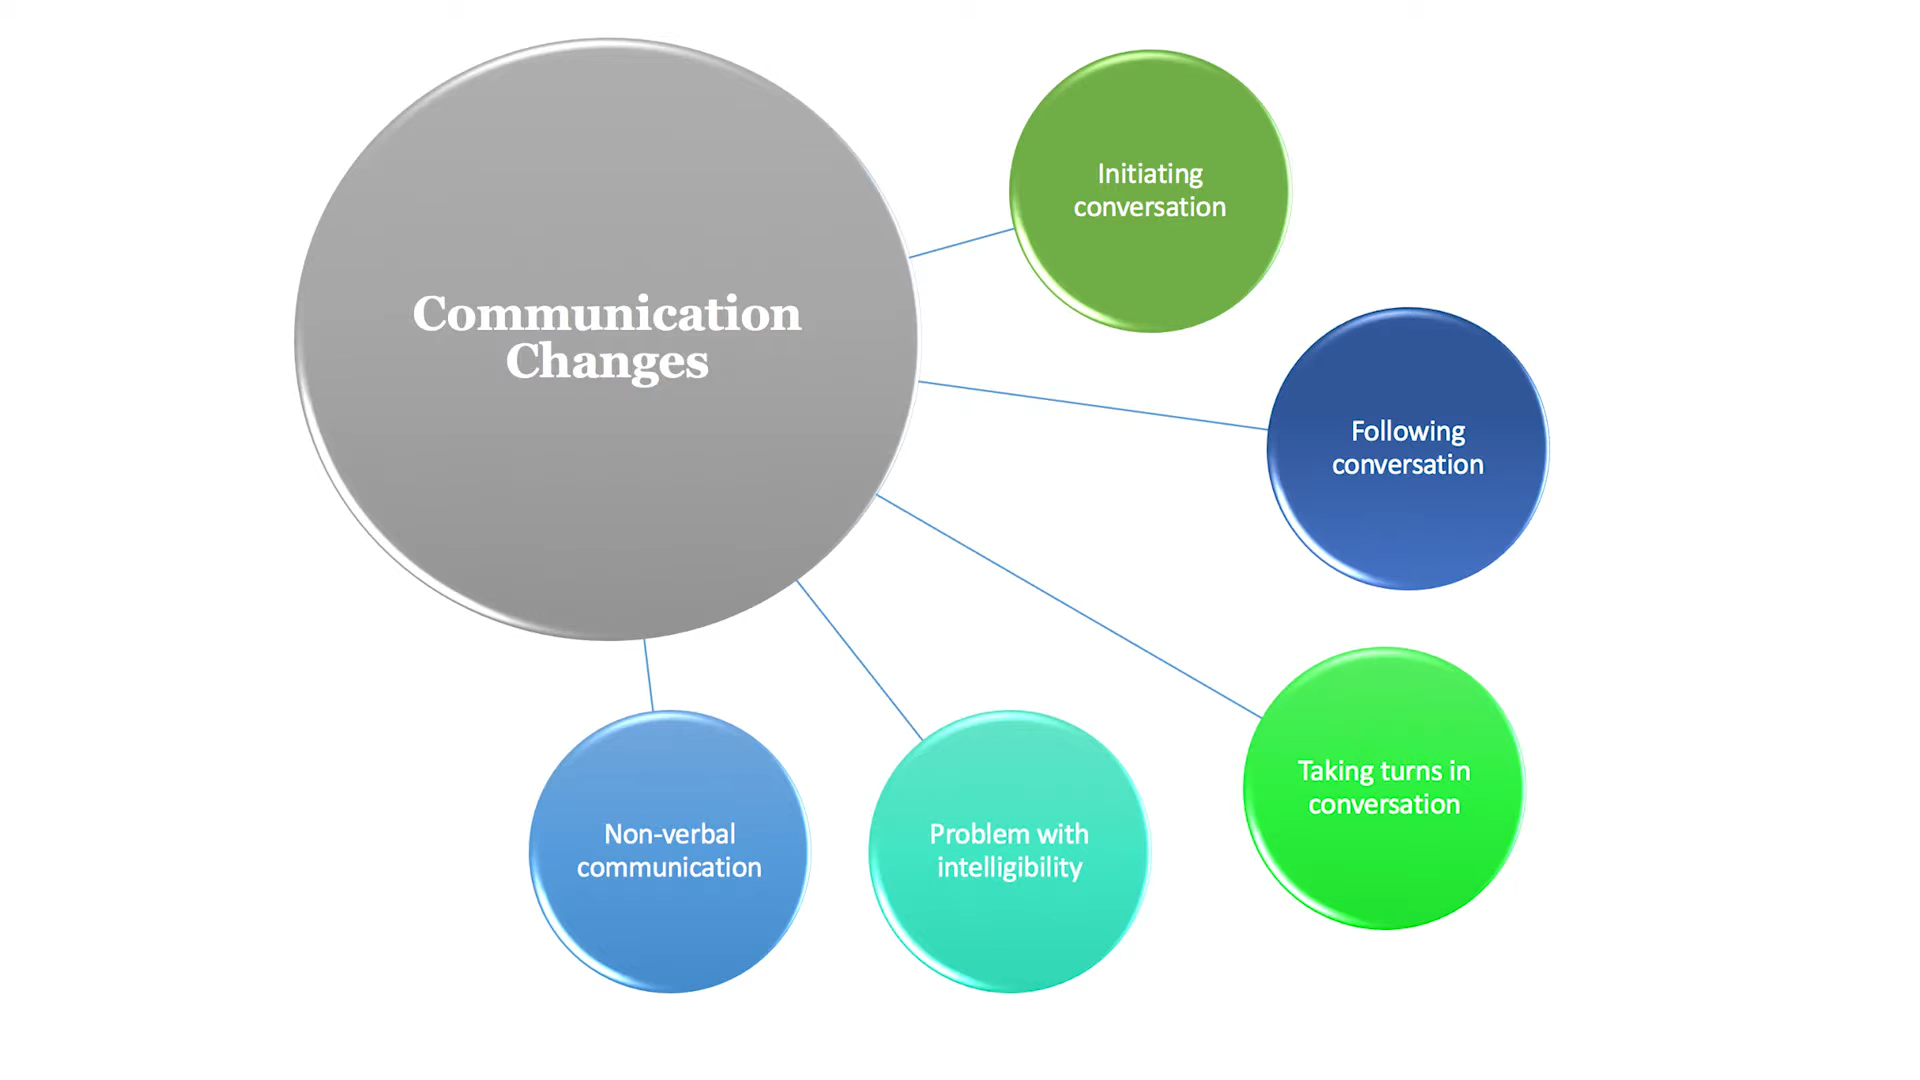 Communication
Changes
Initiating
conversation
Following
conversation
Taking turns in
conversation
Problem with
intelligibility
Non-verbal
communication